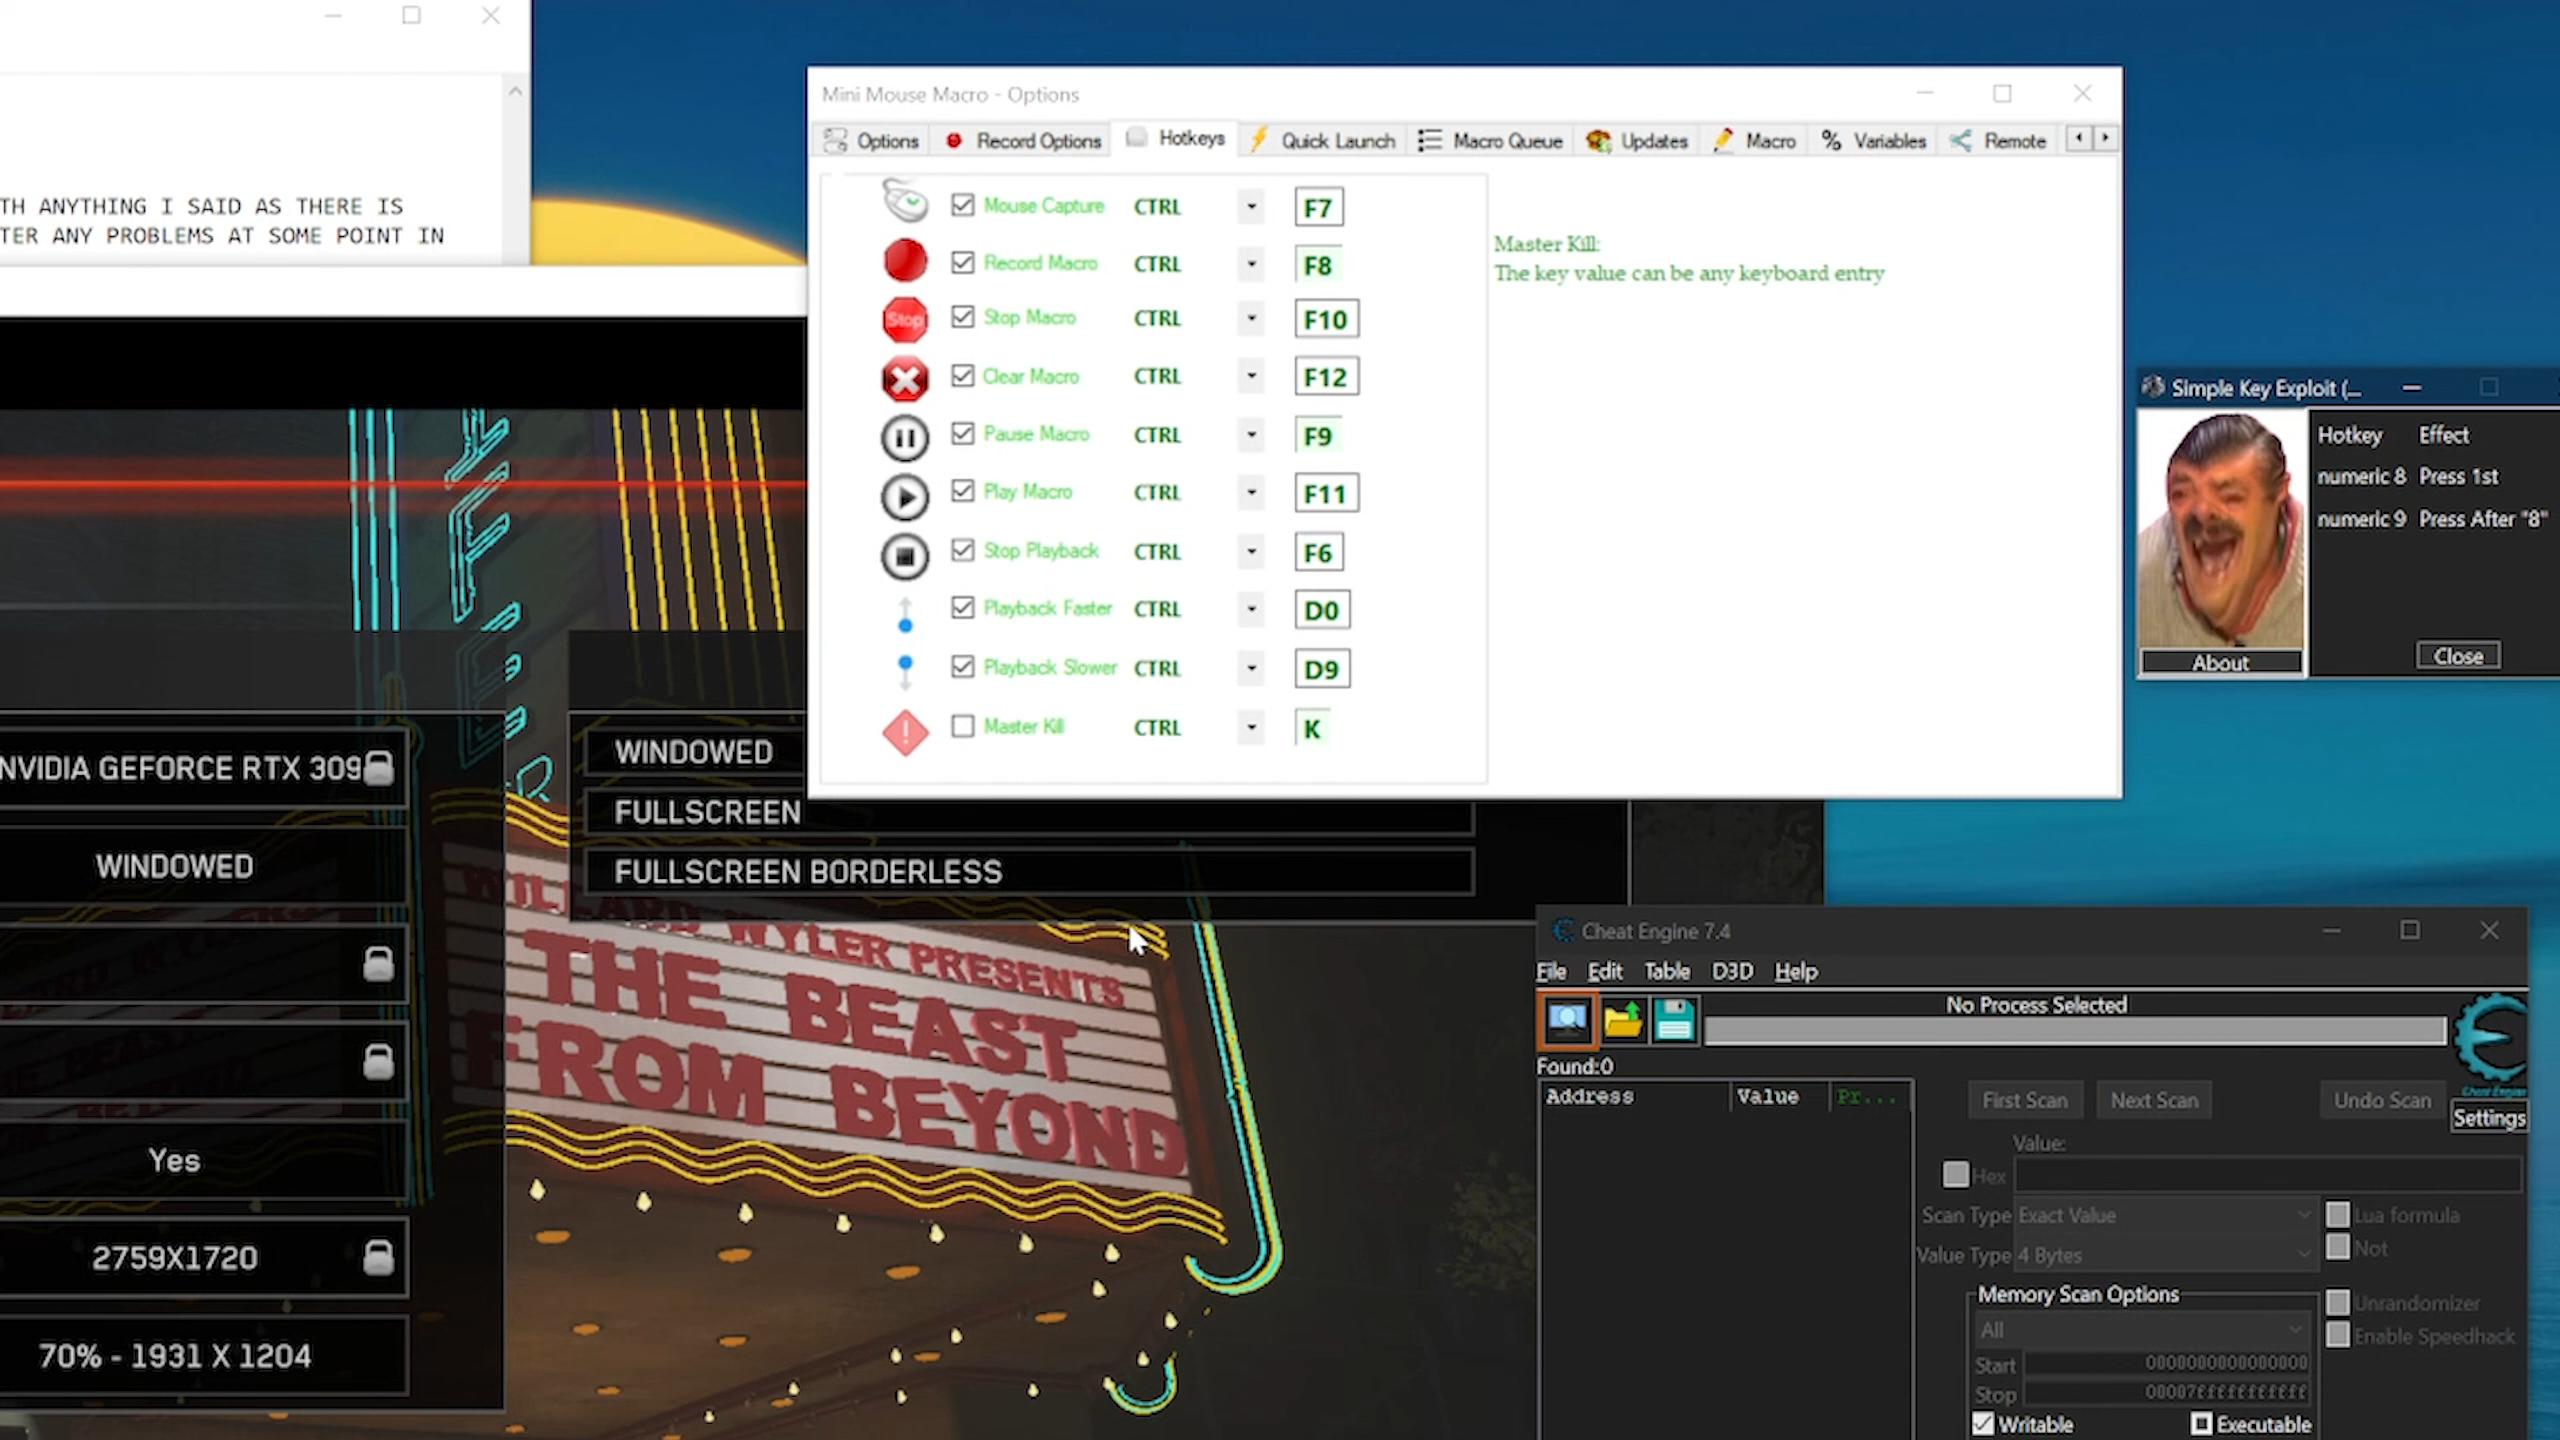 TH ANYTHING I SAID AS THERE IS
TER ANY PROBLEMS AT SOME POINT IN
Mini Mouse Macro - Options
Options
Record Options
Hotkeys
Quick Launch
Macro Queue
Updates
Macro
% Variables
Remote
Mouse Capture CTRL F7
Record Macro CTRL F8
Stop
Stop Macro CTRL F10
Clear Macro CTRL F12
Pause Macro CTRL F9
Play Macro CTRL F11
Stop Playback CTRL F6
Playback Faster CTRL D0
Playback Slower CTRL D9
Master Kill CTRL K
Master Kill:
The key value can be any keyboard entry
Simple Key Exploit (...
Hotkey Effect
numeric 8 Press 1st
numeric 9 Press After "8"
About
Close
NVIDIA GEFORCE RTX 309
WINDOWED
Yes
2759X1720
70% - 1931 X 1204
WINDOWED
FULLSCREEN
FULLSCREEN BORDERLESS
WYLER PRESENTS
THE BEAST
FROM BEYOND
Cheat Engine 7.4
File Edit Table D3D Help
No Process Selected
Found:0
Address Value Pr...
First Scan Next Scan Undo Scan
Cheat Engine
Settings
Value:
Hex
Scan Type Exact Value
Lua formula
Value Type 4 Bytes
Not
Memory Scan Options
All
Unrandomizer
Enable Speedhack
Start 0000000000000000
Stop 00007fffffffffff
Writable Executable